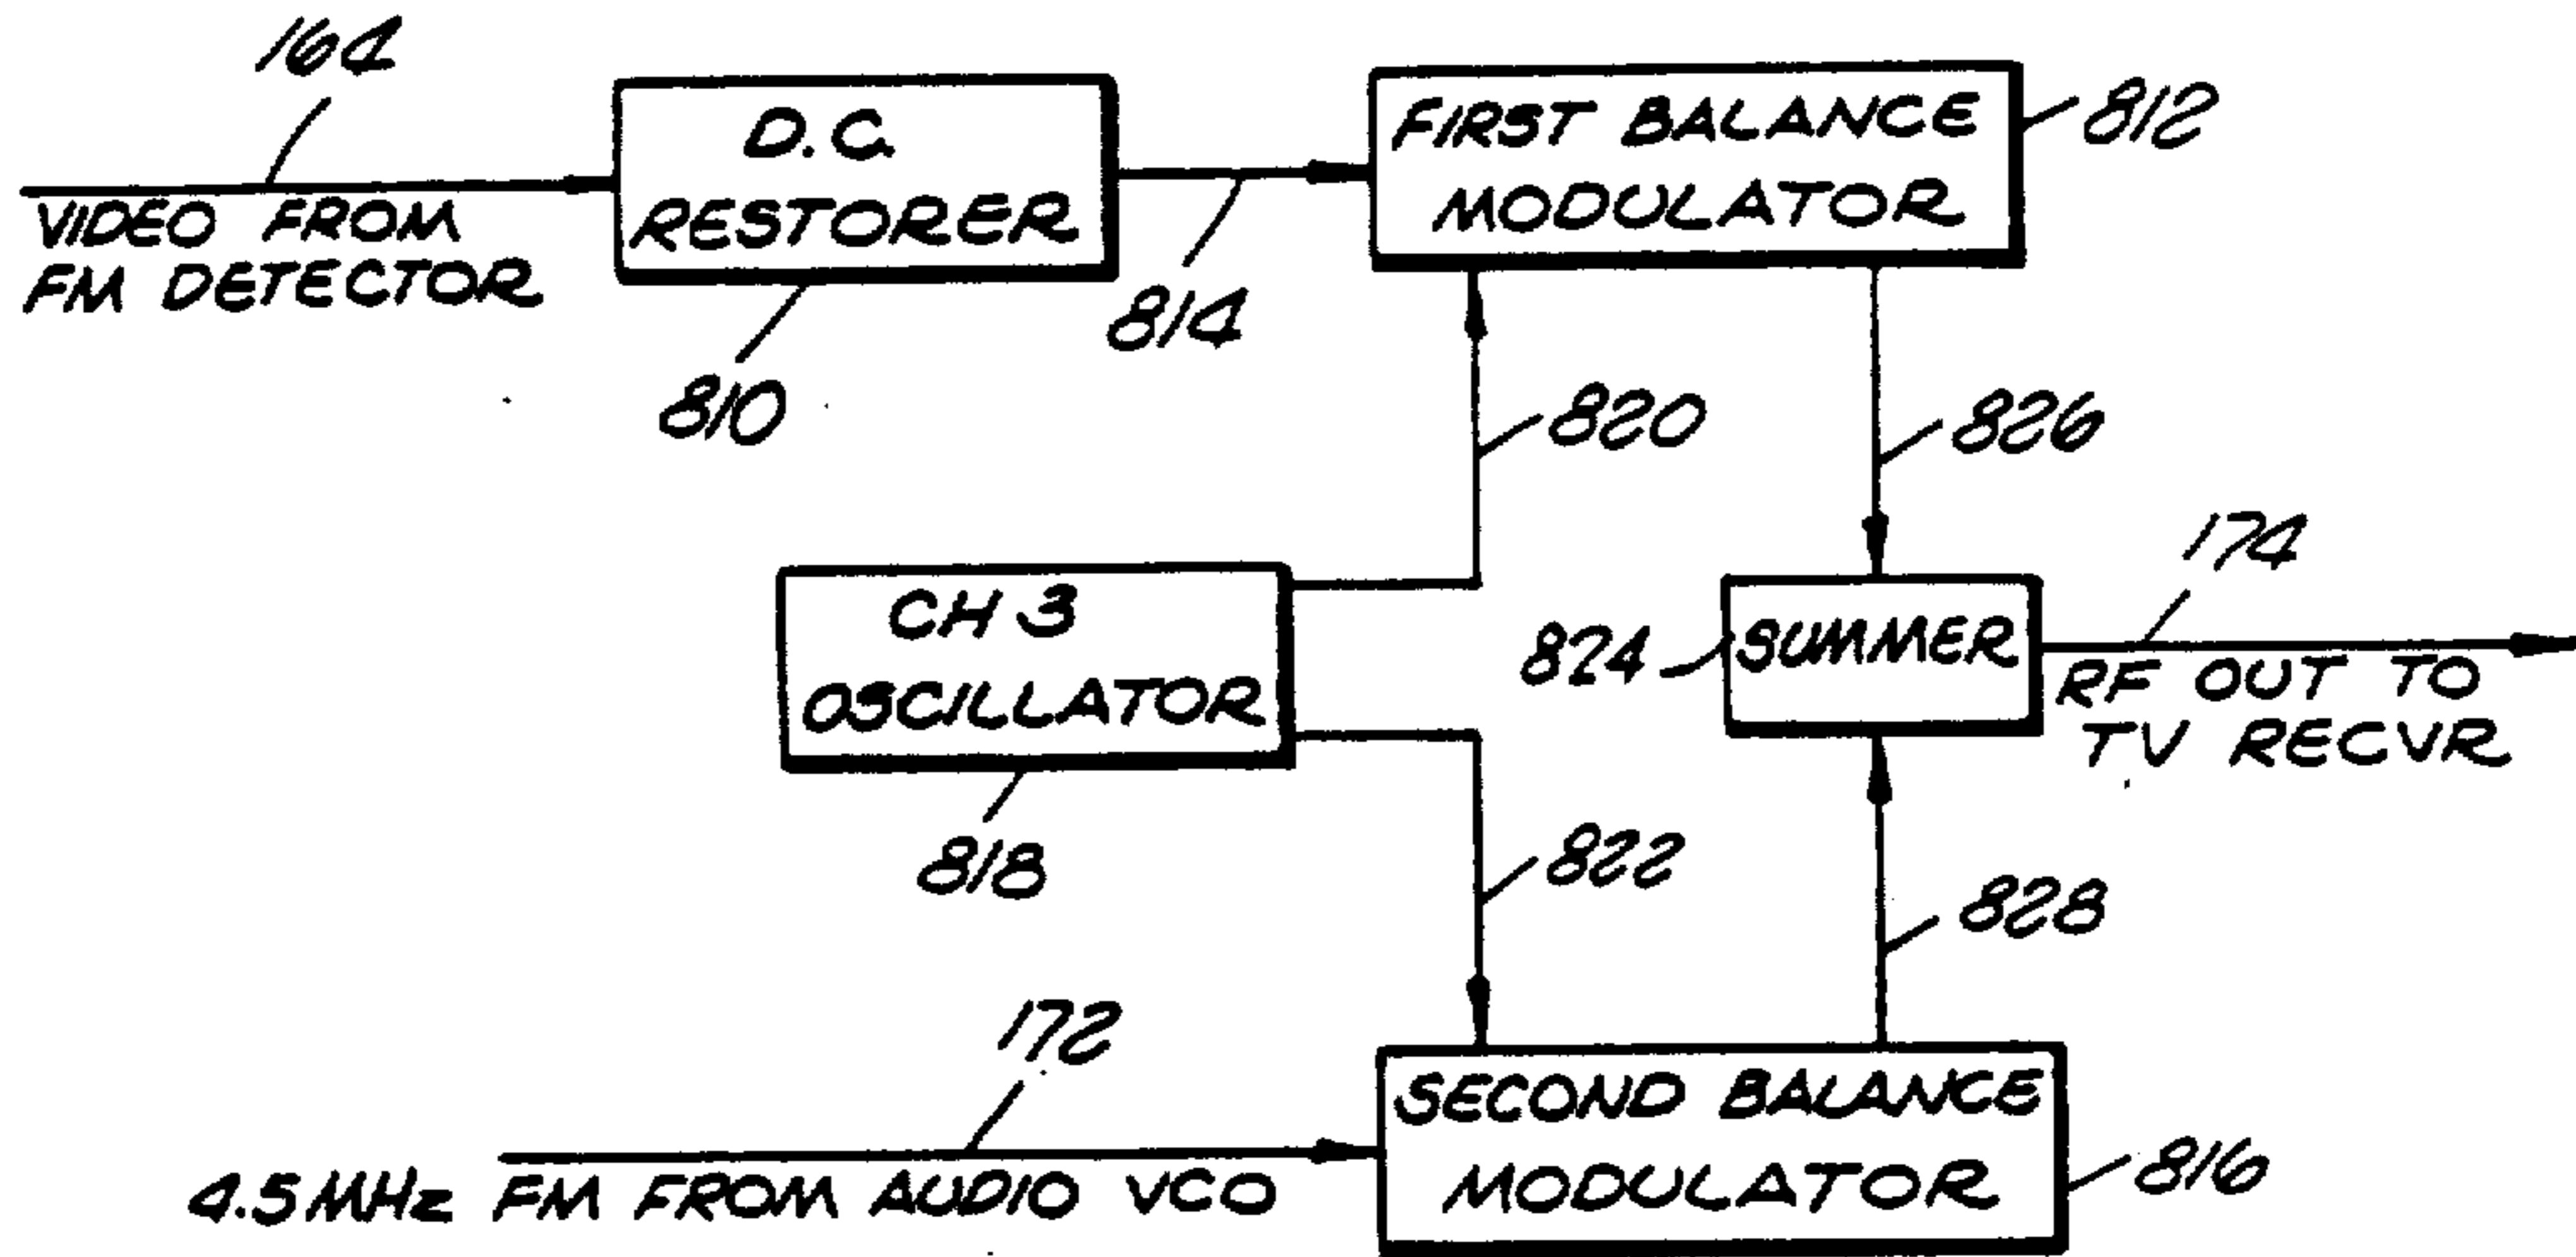 164
VIDEO FROM
FM DETECTOR
D.C.
RESTORER
810
814
FIRST BALANCE
MODULATOR
812
820
826
CH 3
OSCILLATOR
818
822
824
SUMMER
174
RF OUT TO
TV RECVR
828
172
4.5 MHz FM FROM AUDIO VCO
SECOND BALANCE
MODULATOR
816